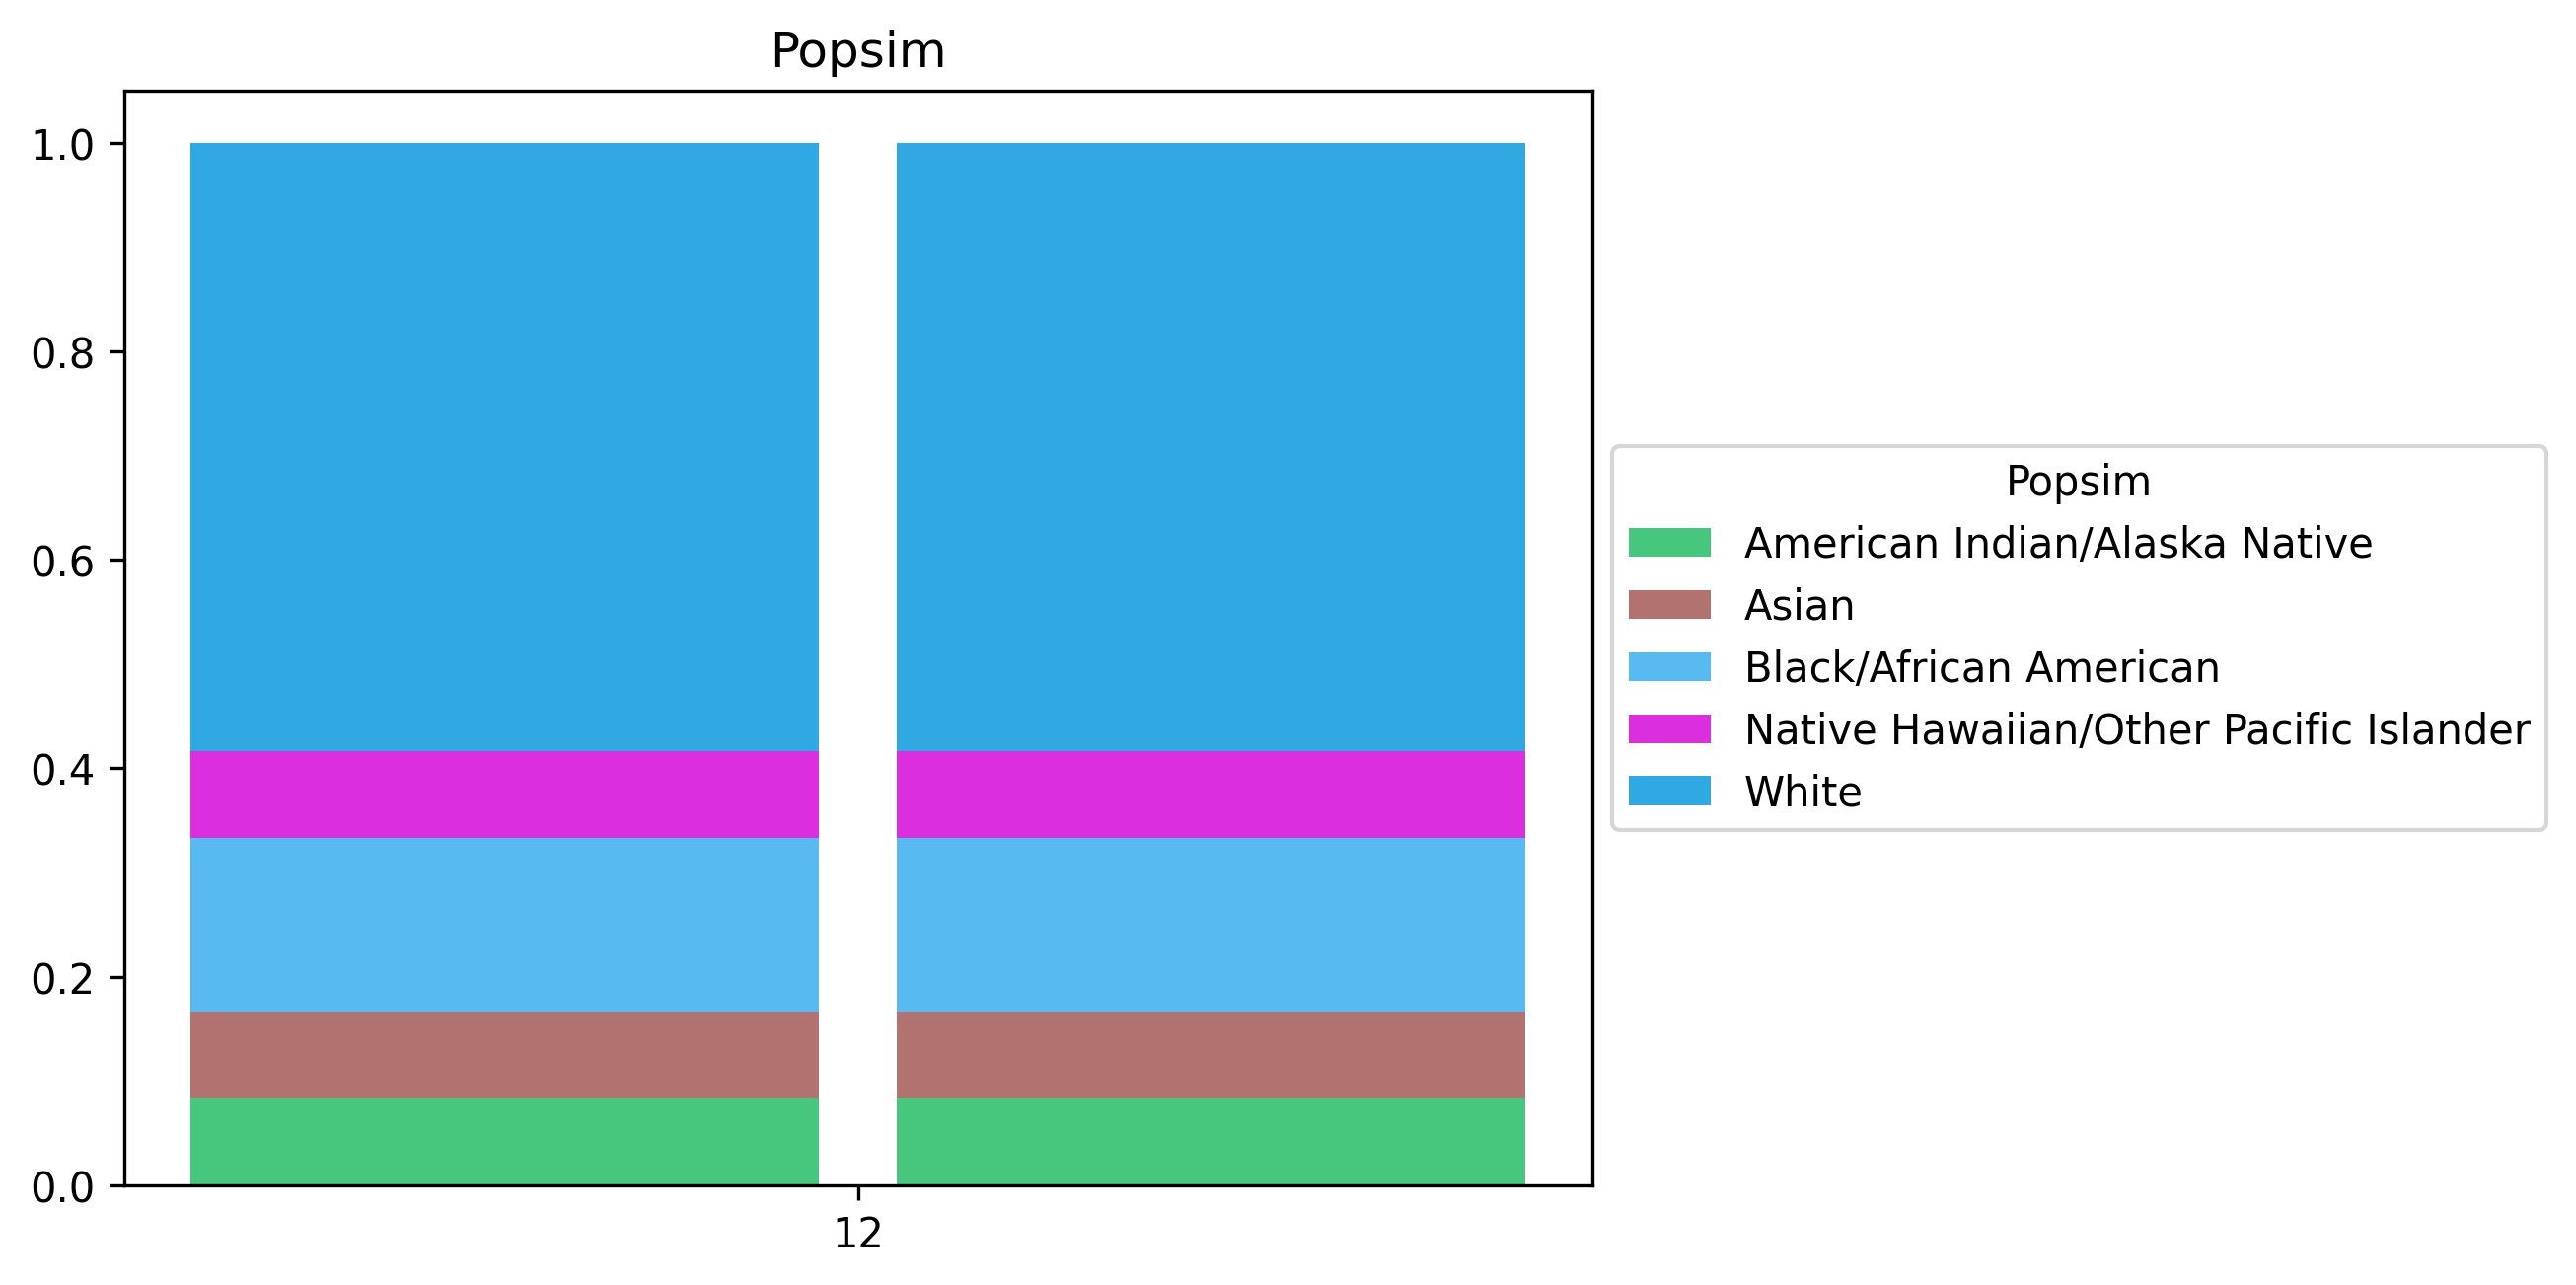 Popsim
1.0
0.8
0.6
0.4
0.2
0.0
12
Popsim
American Indian/Alaska Native
Asian
Black/African American
Native Hawaiian/Other Pacific Islander
White